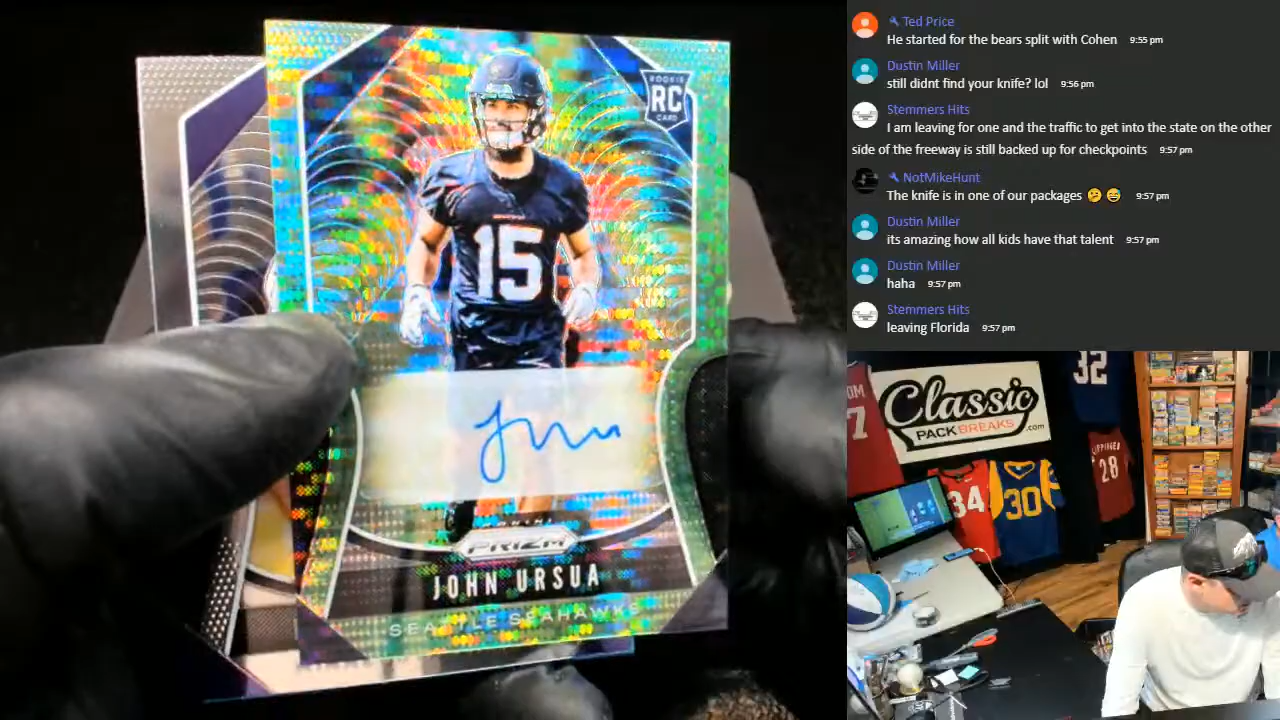 ROOKIE
RC
CARD
15
PRIZM
JOHN URSUA
SEATTLE SEAHAWKS
Ted Price
He started for the bears split with Cohen 9:55 pm
Dustin Miller
still didnt find your knife? lol 9:56 pm
Stemmers Hits
I am leaving for one and the traffic to get into the state on the other
side of the freeway is still backed up for checkpoints 9:57 pm
NotMikeHunt
The knife is in one of our packages 🤔 😅 9:57 pm
Dustin Miller
its amazing how all kids have that talent 9:57 pm
Dustin Miller
haha 9:57 pm
Stemmers Hits
leaving Florida 9:57 pm
32
7
Classic
PACKBREAKS.com
28
34
30